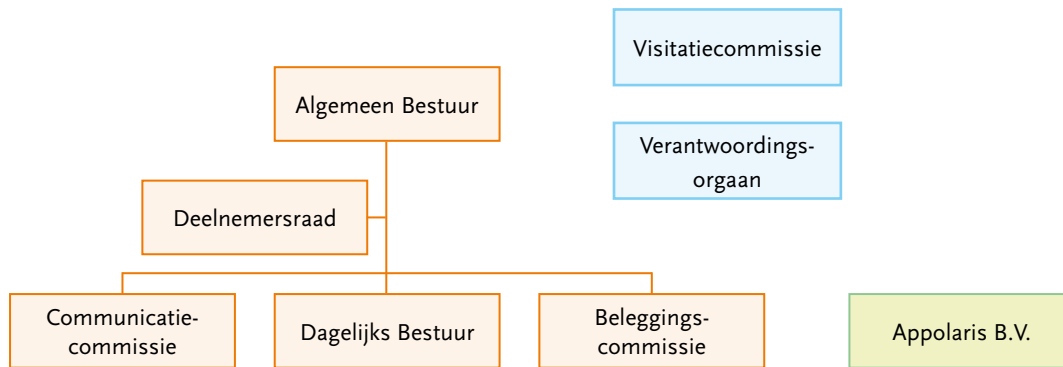 Visitatiecommissie
Algemeen Bestuur
Verantwoordings-
orgaan
Deelnemersraad
Communicatie-
commissie
Dagelijks Bestuur
Beleggings-
commissie
Appolaris B.V.